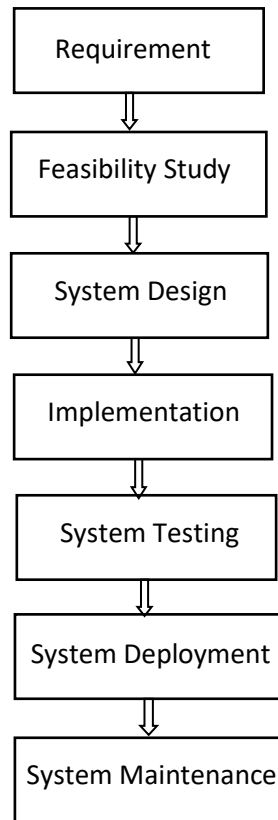 Requirement
Feasibility Study
System Design
Implementation
System Testing
System Deployment
System Maintenance